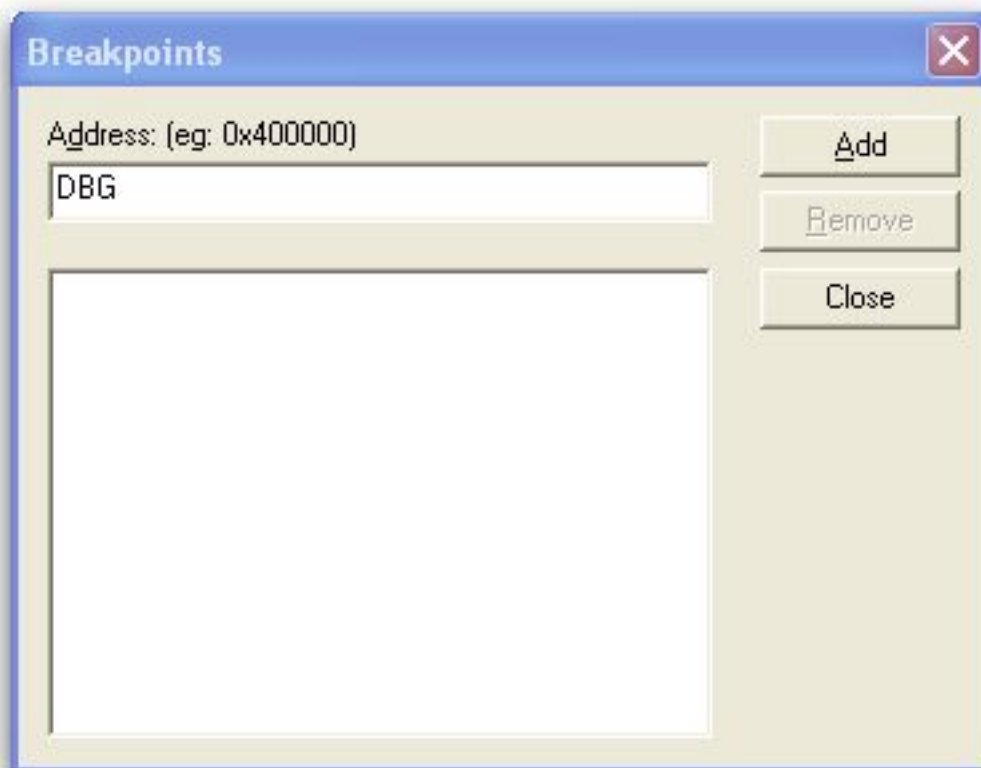 Breakpoints
Address: (eg: 0x400000)
DBG
Add
Remove
Close